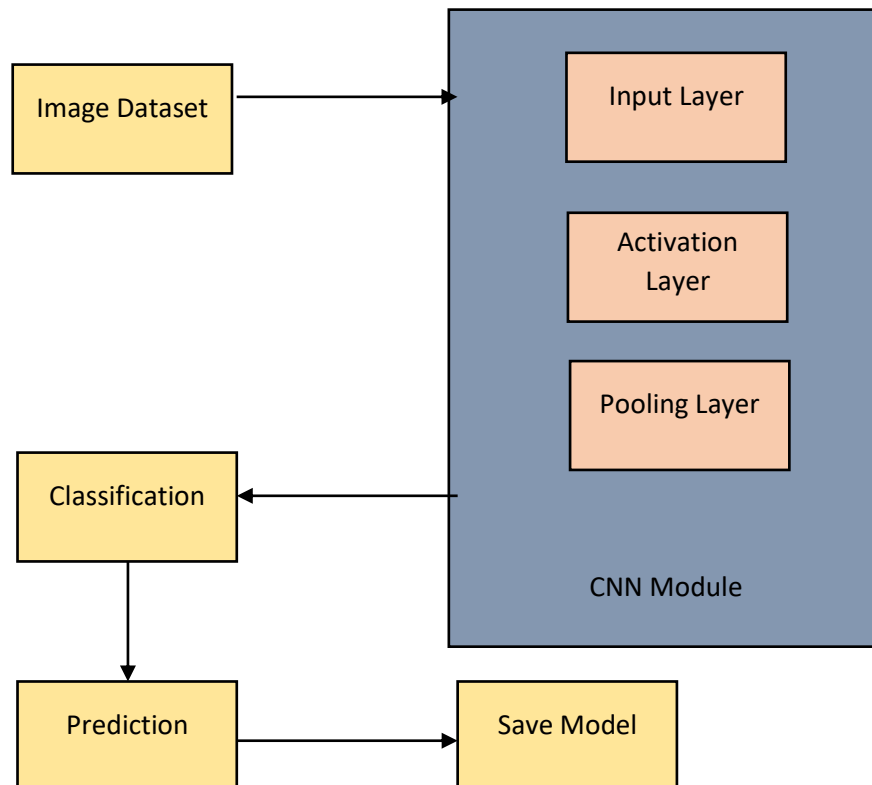 Image Dataset
Input Layer
Activation
Layer
Pooling Layer
Classification
CNN Module
Prediction
Save Model